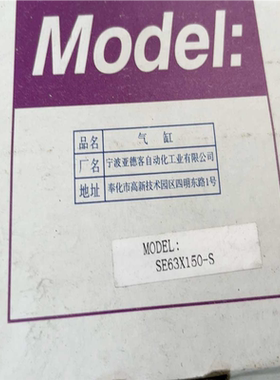 Model:
品名 气缸
厂名 宁波亚德客自动化工业有限公司
地址 奉化市高新技术园区四明东路1号
MODEL:
SE63X150-S